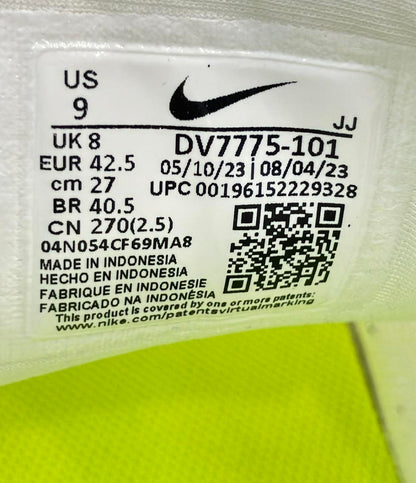 US
9
JJ
UK 8
DV7775-101
EUR 42.5
05/10/23 | 08/04/23
cm 27
UPC 00196152229328
BR 40.5
CN 270(2.5)
04N054CF69MA8
MADE IN INDONESIA
HECHO EN INDONESIA
FABRIQUE EN INDONESIE
FABRICADO NA INDONÉSIA
This product is covered by one or more patents:
www.nike.com/patentsvirtualmarking